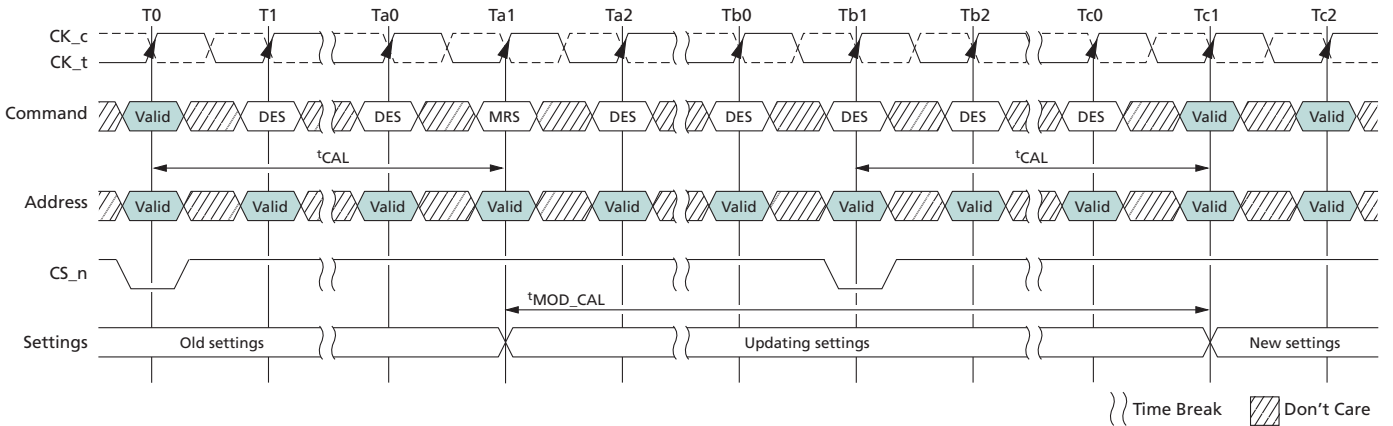 T0 T1 Ta0 Ta1 Ta2 Tb0 Tb1 Tb2 Tc0 Tc1 Tc2
CK_c
CK_t
Command Valid DES DES MRS DES DES DES DES DES Valid Valid
tCAL tCAL
Address Valid Valid Valid Valid Valid Valid Valid Valid Valid Valid Valid
CS_n
tMOD_CAL
Settings Old settings Updating settings New settings
Time Break Don't Care